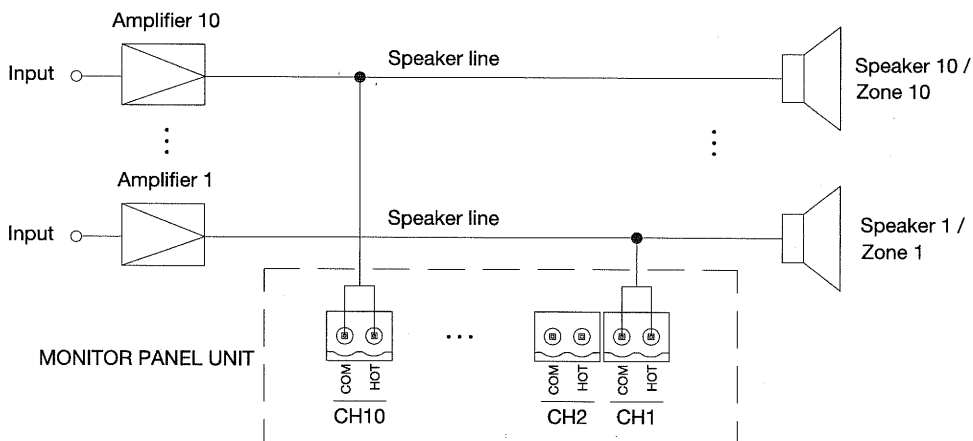 Amplifier 10
Input
Speaker line
Speaker 10 /
Zone 10
Amplifier 1
Input
Speaker line
Speaker 1 /
Zone 1
MONITOR PANEL UNIT
COM
HOT
CH10
COM
HOT
CH2
COM
HOT
CH1